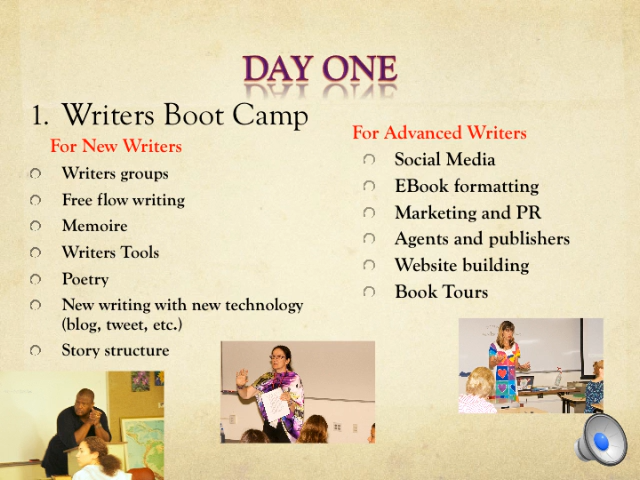 DAY ONE
1. Writers Boot Camp
For New Writers
Writers groups
Free flow writing
Memoire
Writers Tools
Poetry
New writing with new technology
(blog, tweet, etc.)
Story structure
For Advanced Writers
Social Media
EBook formatting
Marketing and PR
Agents and publishers
Website building
Book Tours